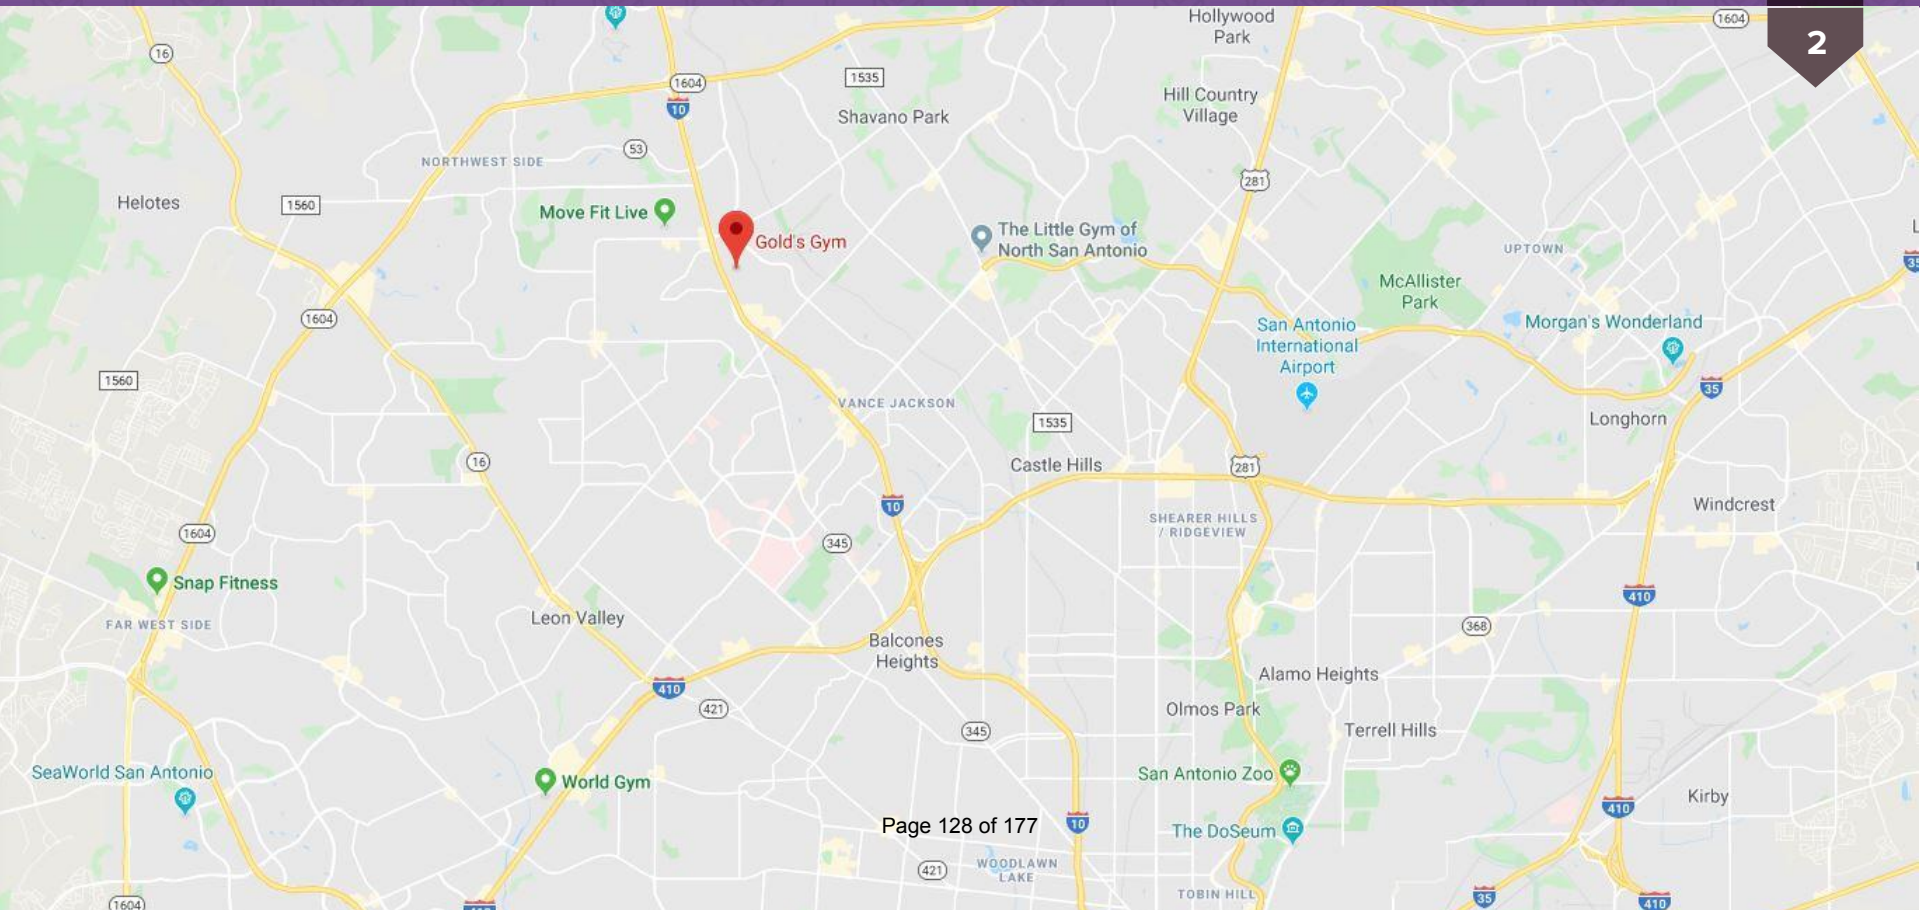 2
Hollywood
Park
1604
16
1535
1604
10
Hill Country
Village
Shavano Park
53
NORTHWEST SIDE
281
Helotes
1560
Move Fit Live
Gold's Gym
The Little Gym of
North San Antonio
UPTOWN
McAllister
Park
35
1604
San Antonio
International
Airport
Morgan's Wonderland
1560
35
VANCE JACKSON
1535
Longhorn
16
Castle Hills
281
10
Windcrest
SHEARER HILLS
/ RIDGEVIEW
1604
345
Snap Fitness
410
FAR WEST SIDE
Leon Valley
368
Balcones
Heights
Alamo Heights
410
421
Olmos Park
345
Terrell Hills
SeaWorld San Antonio
World Gym
San Antonio Zoo
Kirby
410
Page 128 of 177
10
The DoSeum
421
WOODLAWN
LAKE
TOBIN HILL
35
410
1604